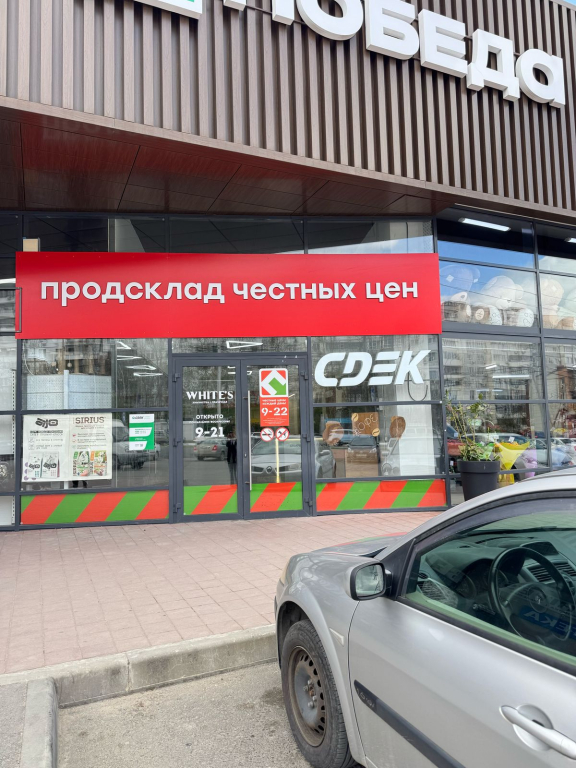 ПОБЕДА
продсклад честных цен
CDEK
WHITE'S
ОТКРЫТО
9-21
9-22
SIRIUS